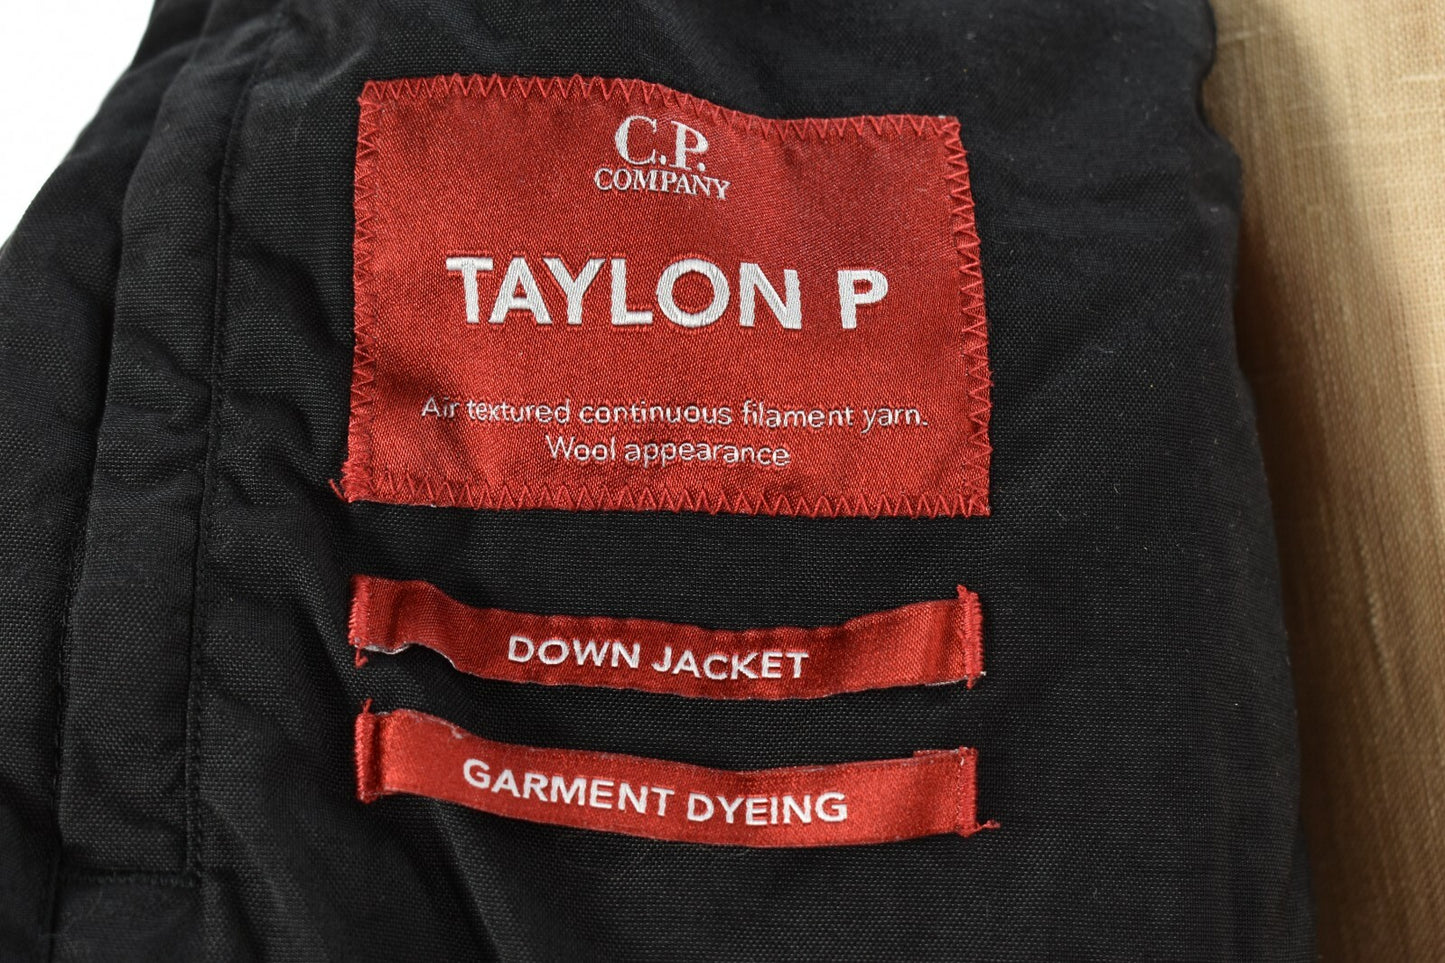 C.P.
COMPANY
TAYLON P
Air textured continuous filament yarn.
Wool appearance
DOWN JACKET
GARMENT DYEING